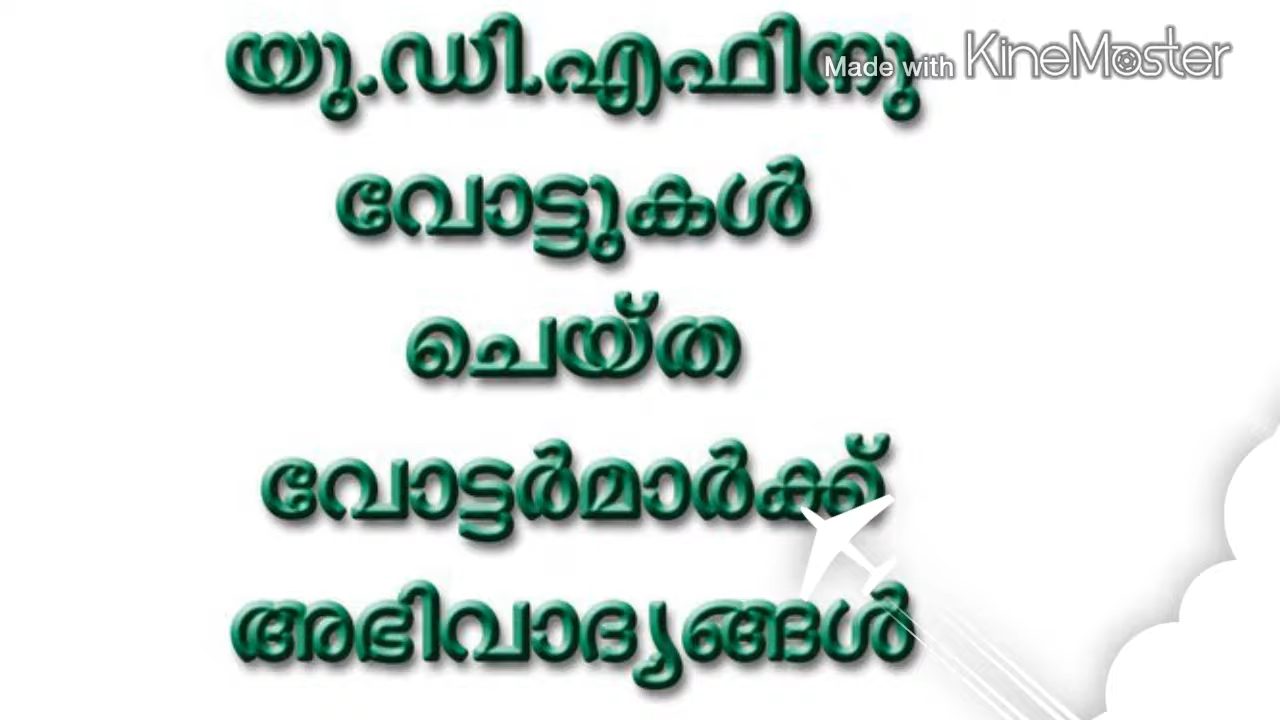 യു.ഡി.എഫിനു
Made with KineMaster
വോട്ടുകൾ
ചെയ്ത
വോട്ടർമാർക്ക്
അഭിവാദ്യങ്ങൾ